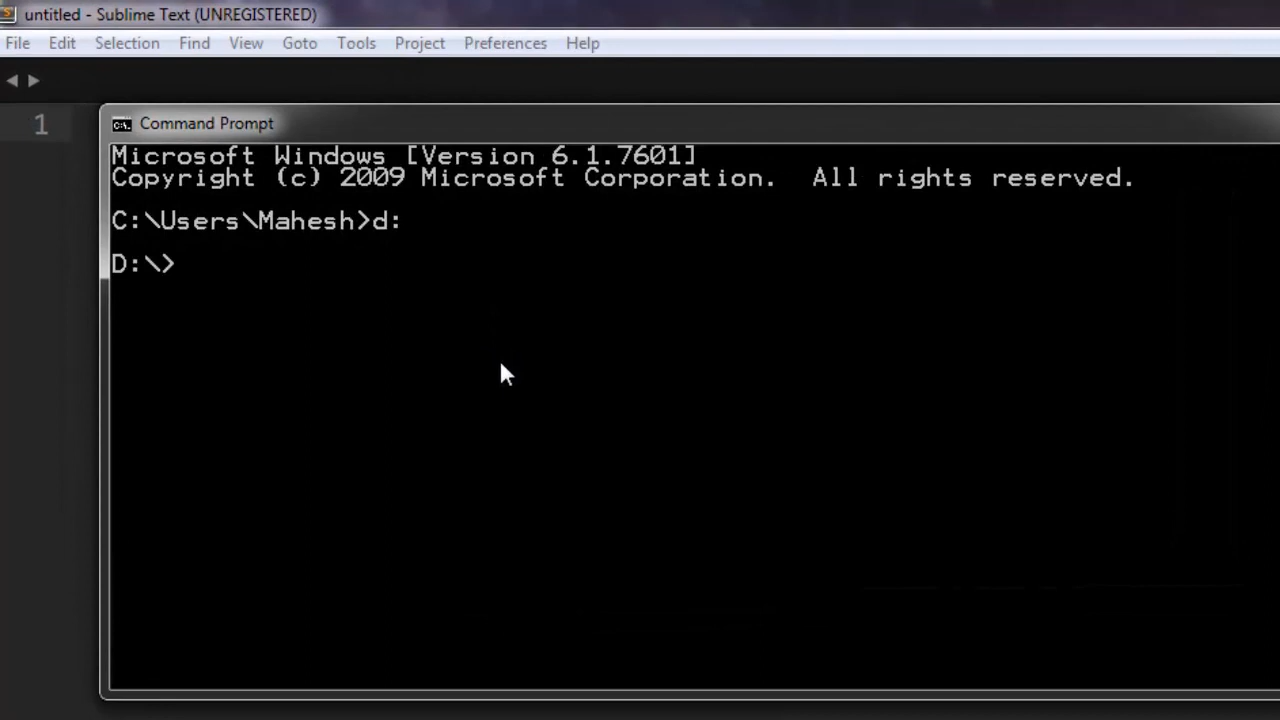 untitled - Sublime Text (UNREGISTERED)
File Edit Selection Find View Goto Tools Project Preferences Help
1
Command Prompt
Microsoft Windows [Version 6.1.7601]
Copyright (c) 2009 Microsoft Corporation.  All rights reserved.
C:\Users\Mahesh>d:
D:\>